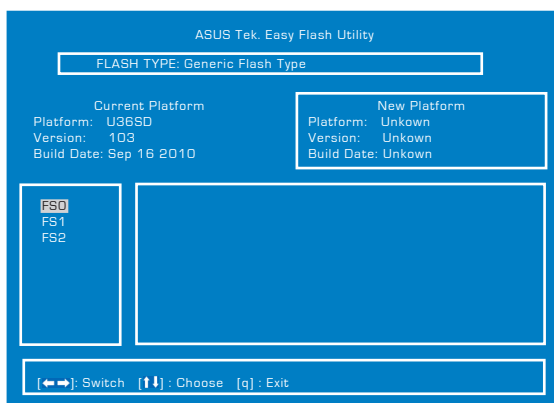 ASUS Tek. Easy Flash Utility
FLASH TYPE: Generic Flash Type
Current Platform
Platform: U36SD
Version: 103
Build Date: Sep 16 2010
New Platform
Platform: Unkown
Version: Unkown
Build Date: Unkown
FS0
FS1
FS2
[←→]: Switch [↑↓] : Choose [q] : Exit